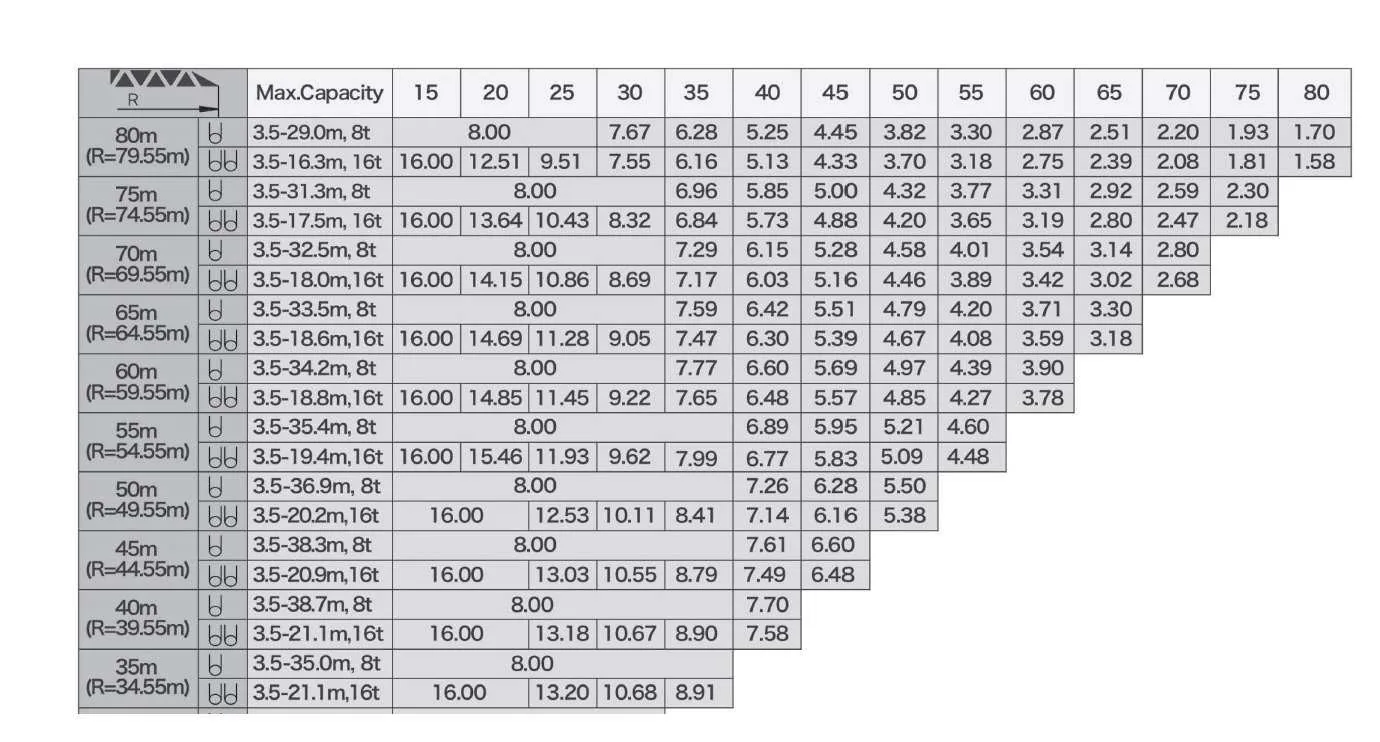 R Max.Capacity 15 20 25 30 35 40 45 50 55 60 65 70 75 80
80m 3.5-29.0m, 8t 8.00 7.67 6.28 5.25 4.45 3.82 3.30 2.87 2.51 2.20 1.93 1.70
(R=79.55m) 3.5-16.3m, 16t 16.00 12.51 9.51 7.55 6.16 5.13 4.33 3.70 3.18 2.75 2.39 2.08 1.81 1.58
75m 3.5-31.3m, 8t 8.00 6.96 5.85 5.00 4.32 3.77 3.31 2.92 2.59 2.30
(R=74.55m) 3.5-17.5m, 16t 16.00 13.64 10.43 8.32 6.84 5.73 4.88 4.20 3.65 3.19 2.80 2.47 2.18
70m 3.5-32.5m, 8t 8.00 7.29 6.15 5.28 4.58 4.01 3.54 3.14 2.80
(R=69.55m) 3.5-18.0m,16t 16.00 14.15 10.86 8.69 7.17 6.03 5.16 4.46 3.89 3.42 3.02 2.68
65m 3.5-33.5m, 8t 8.00 7.59 6.42 5.51 4.79 4.20 3.71 3.30
(R=64.55m) 3.5-18.6m,16t 16.00 14.69 11.28 9.05 7.47 6.30 5.39 4.67 4.08 3.59 3.18
60m 3.5-34.2m, 8t 8.00 7.77 6.60 5.69 4.97 4.39 3.90
(R=59.55m) 3.5-18.8m,16t 16.00 14.85 11.45 9.22 7.65 6.48 5.57 4.85 4.27 3.78
55m 3.5-35.4m, 8t 8.00 6.89 5.95 5.21 4.60
(R=54.55m) 3.5-19.4m,16t 16.00 15.46 11.93 9.62 7.99 6.77 5.83 5.09 4.48
50m 3.5-36.9m, 8t 8.00 7.26 6.28 5.50
(R=49.55m) 3.5-20.2m,16t 16.00 12.53 10.11 8.41 7.14 6.16 5.38
45m 3.5-38.3m, 8t 8.00 7.61 6.60
(R=44.55m) 3.5-20.9m,16t 16.00 13.03 10.55 8.79 7.49 6.48
40m 3.5-38.7m, 8t 8.00 7.70
(R=39.55m) 3.5-21.1m,16t 16.00 13.18 10.67 8.90 7.58
35m 3.5-35.0m, 8t 8.00
(R=34.55m) 3.5-21.1m,16t 16.00 13.20 10.68 8.91